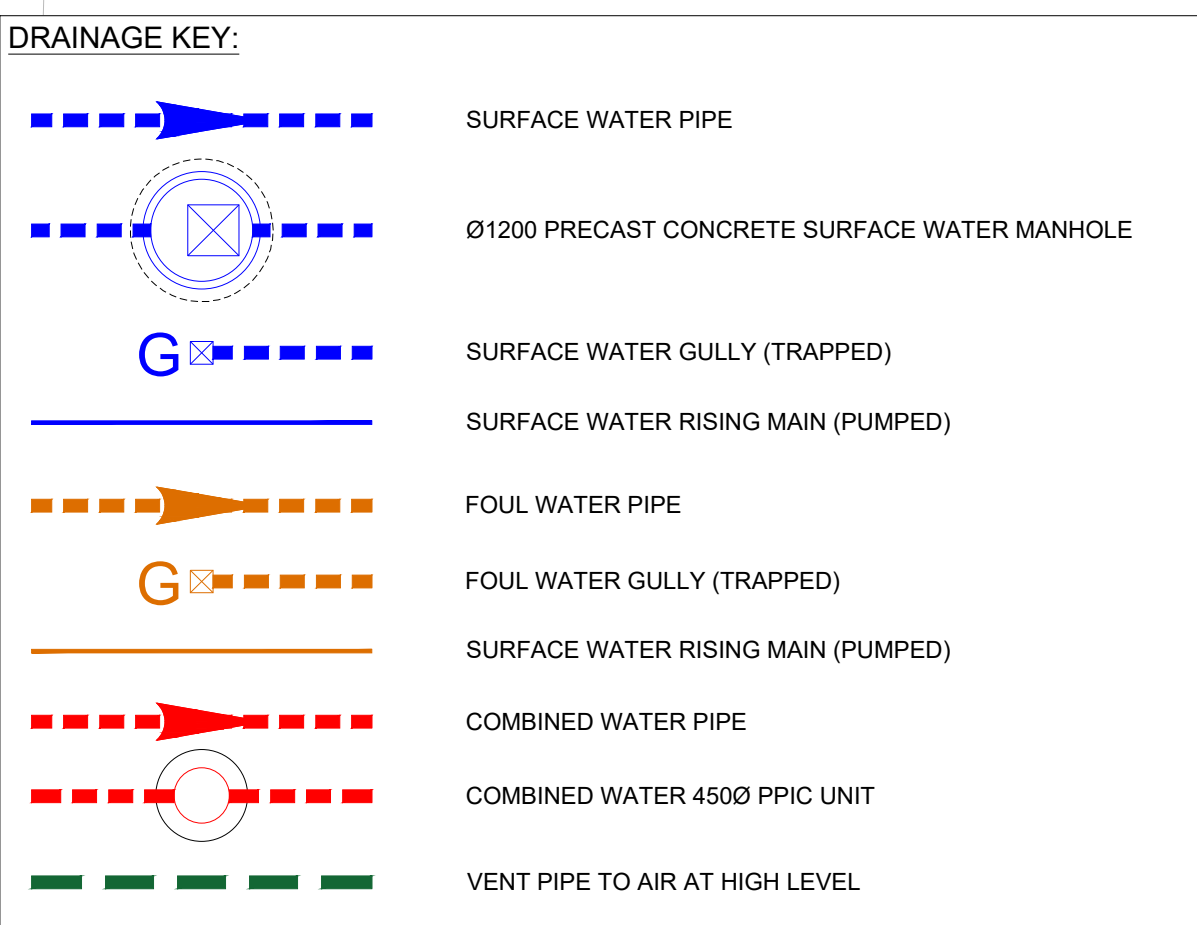 DRAINAGE KEY:
SURFACE WATER PIPE
Ø1200 PRECAST CONCRETE SURFACE WATER MANHOLE
G SURFACE WATER GULLY (TRAPPED)
SURFACE WATER RISING MAIN (PUMPED)
FOUL WATER PIPE
G FOUL WATER GULLY (TRAPPED)
SURFACE WATER RISING MAIN (PUMPED)
COMBINED WATER PIPE
COMBINED WATER 450Ø PPIC UNIT
VENT PIPE TO AIR AT HIGH LEVEL